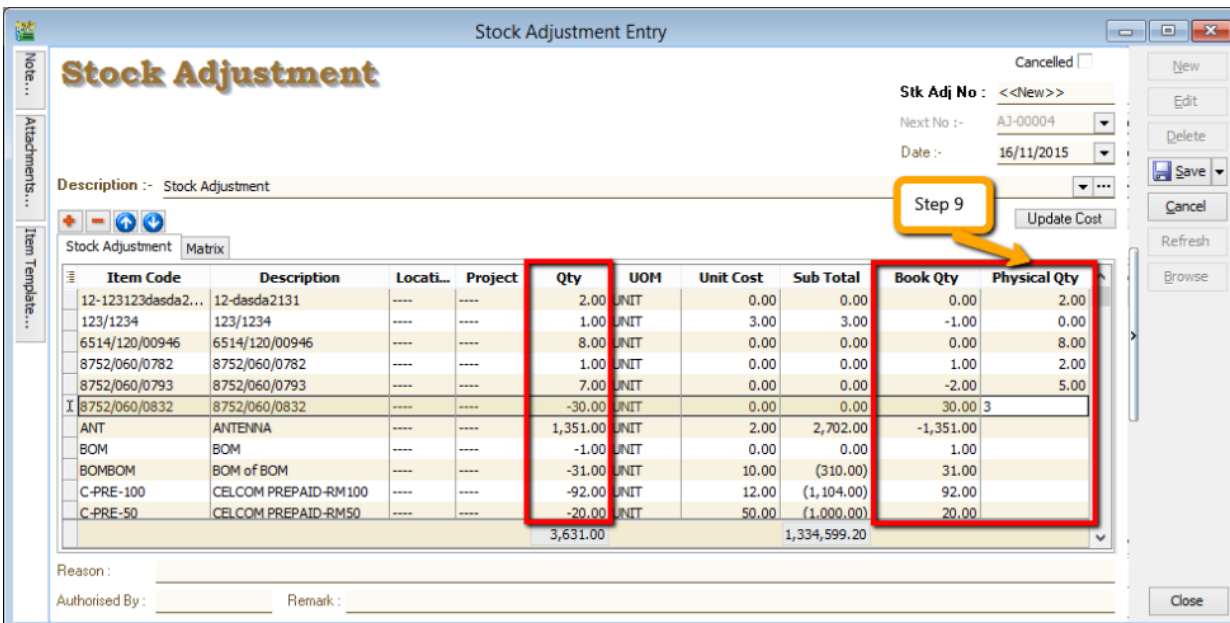 Stock Adjustment Entry
Note...
Attachments...
Item Template...
Stock Adjustment
Cancelled
Stk Adj No : <<New>>
Next No :- AJ-00004
Date :- 16/11/2015
Description :- Stock Adjustment
Step 9
Update Cost
Stock Adjustment Matrix
Item Code Description Locati... Project Qty UOM Unit Cost Sub Total Book Qty Physical Qty
12-123123dasda2... 12-dasda2131 ---- ---- 2.00 UNIT 0.00 0.00 0.00 2.00
123/1234 123/1234 ---- ---- 1.00 UNIT 3.00 3.00 -1.00 0.00
6514/120/00946 6514/120/00946 ---- ---- 8.00 UNIT 0.00 0.00 0.00 8.00
8752/060/0782 8752/060/0782 ---- ---- 1.00 UNIT 0.00 0.00 1.00 2.00
8752/060/0793 8752/060/0793 ---- ---- 7.00 UNIT 0.00 0.00 -2.00 5.00
8752/060/0832 8752/060/0832 ---- ---- -30.00 UNIT 0.00 0.00 30.00 3
ANT ANTENNA ---- ---- 1,351.00 UNIT 2.00 2,702.00 -1,351.00
BOM BOM ---- ---- -1.00 UNIT 0.00 0.00 1.00
BOMBOM BOM of BOM ---- ---- -31.00 UNIT 10.00 (310.00) 31.00
C-PRE-100 CELCOM PREPAID-RM100 ---- ---- -92.00 UNIT 12.00 (1,104.00) 92.00
C-PRE-50 CELCOM PREPAID-RM50 ---- ---- -20.00 UNIT 50.00 (1,000.00) 20.00
3,631.00 1,334,599.20
Reason :
Authorised By : Remark :
New
Edit
Delete
Save
Cancel
Refresh
Browse
Close